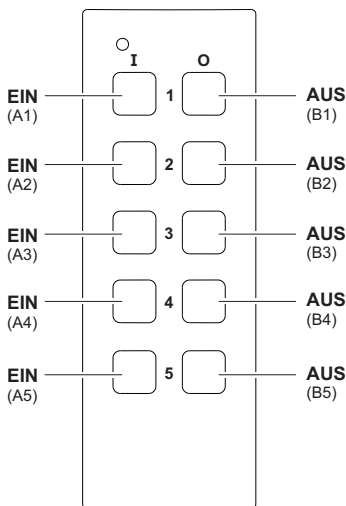 I O
EIN 1 AUS
(A1) (B1)
EIN 2 AUS
(A2) (B2)
EIN 3 AUS
(A3) (B3)
EIN 4 AUS
(A4) (B4)
EIN 5 AUS
(A5) (B5)